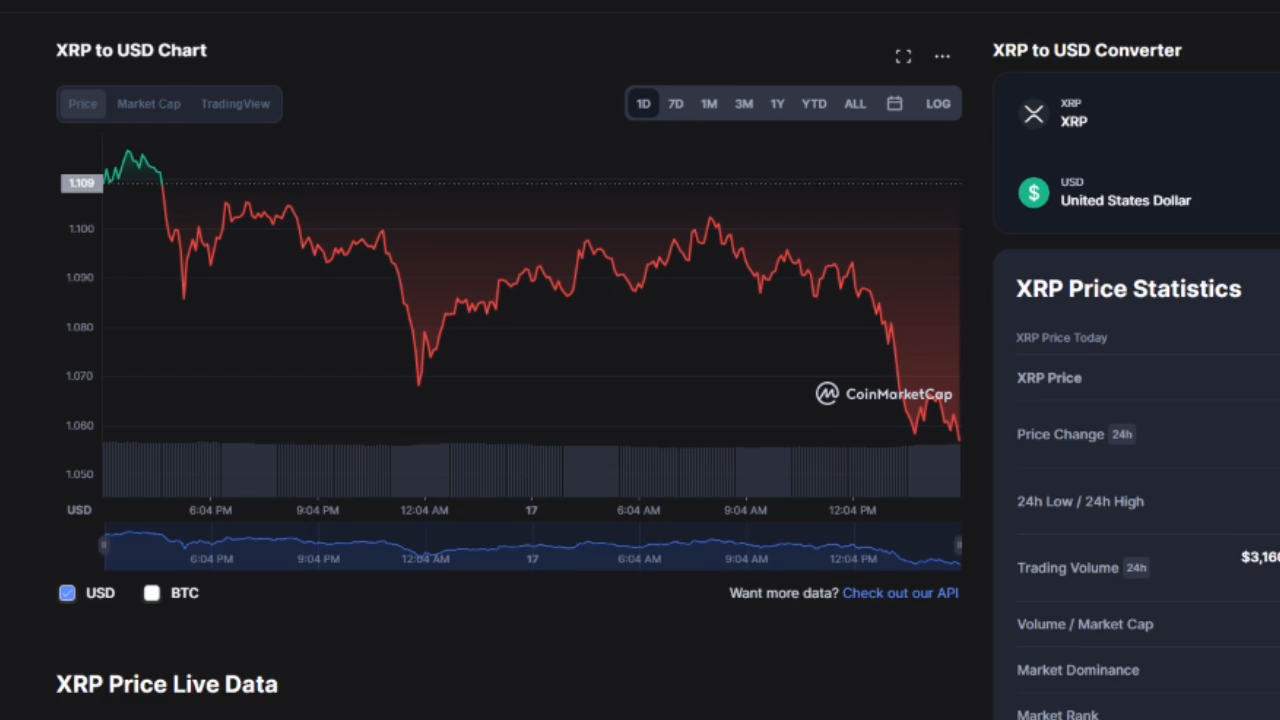 XRP to USD Chart
Price Market Cap TradingView
1D 7D 1M 3M 1Y YTD ALL LOG
1.109
1.100
1.090
1.080
1.070
1.060
1.050
CoinMarketCap
USD 6:04 PM 9:04 PM 12:04 AM 17 6:04 AM 9:04 AM 12:04 PM
6:04 PM 9:04 PM 12:04 AM 17 6:04 AM 9:04 AM 12:04 PM
USD BTC
Want more data? Check out our API
XRP Price Live Data
XRP to USD Converter
XRP
XRP
$
USD
United States Dollar
XRP Price Statistics
XRP Price Today
XRP Price
Price Change 24h
24h Low / 24h High
Trading Volume 24h
Volume / Market Cap
Market Dominance
Market Rank